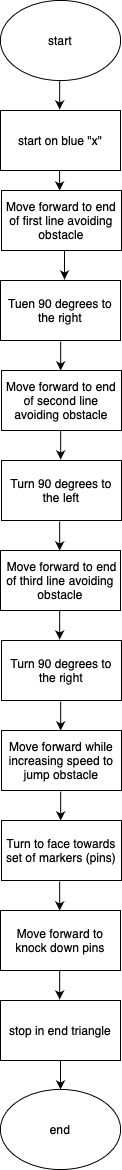 start
start on blue "x"
Move forward to end
of first line avoiding
obstacle
Tuen 90 degrees to
the right
Move forward to end
of second line
avoiding obstacle
Turn 90 degrees to
the left
Move forward to end
of third line avoiding
obstacle
Turn 90 degrees to
the right
Move forward while
increasing speed to
jump obstacle
Turn to face towards
set of markers (pins)
Move forward to
knock down pins
stop in end triangle
end